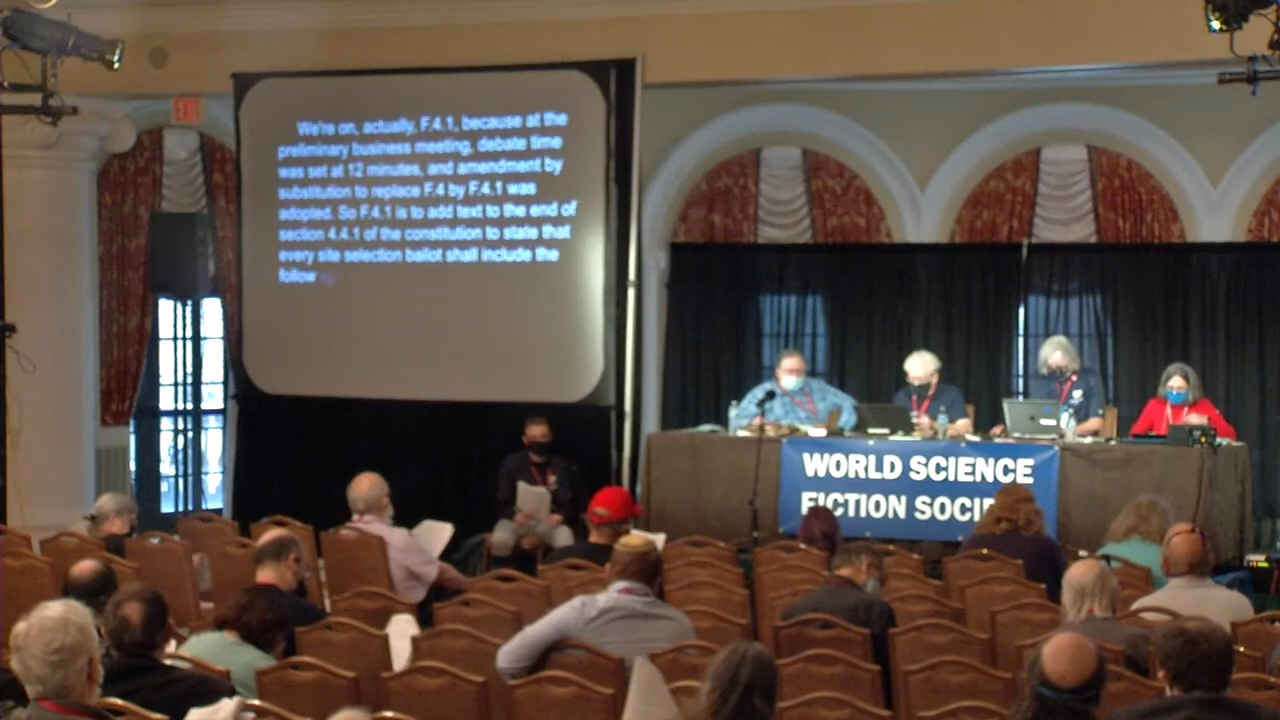 EXIT
We're on, actually, F.4.1, because at the
preliminary business meeting, debate time
was set at 12 minutes, and amendment by
substitution to replace F.4 by F.4.1 was
adopted. So F.4.1 is to add text to the end of
section 4.4.1 of the constitution to state that
every site selection ballot shall include the
follow
WORLD SCIENCE
FICTION SOCI